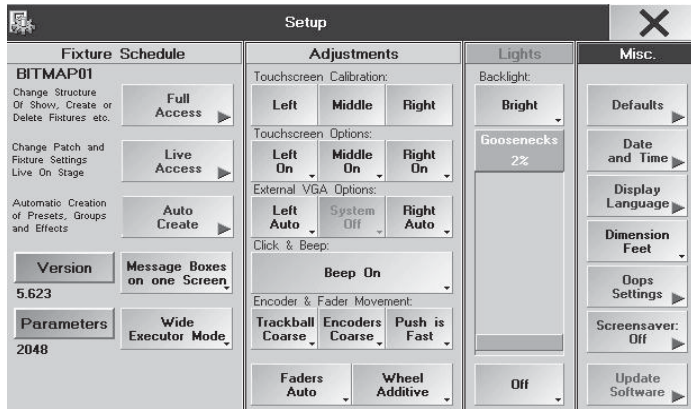 Setup
Fixture Schedule
BITMAP01
Change Structure
Of Show, Create or
Delete Fixtures etc.
Full
Access
Change Patch and
Fixture Settings
Live On Stage
Live
Access
Automatic Creation
of Presets, Groups
and Effects
Auto
Create
Version
5.623
Message Boxes
on one Screen
Parameters
2048
Wide
Executor Mode
Adjustments
Touchscreen Calibration:
Left
Middle
Right
Touchscreen Options:
Left
On
Middle
On
Right
On
External VGA Options:
Left
Auto
System
Off
Right
Auto
Click & Beep:
Beep On
Encoder & Fader Movement:
Trackball
Coarse
Encoders
Coarse
Push is
Fast
Faders
Auto
Wheel
Additive
Lights
Backlight:
Bright
Goosenecks
2%
Off
Misc.
Defaults
Date
and Time
Display
Language
Dimension
Feet
Oops
Settings
Screensaver:
Off
Update
Software